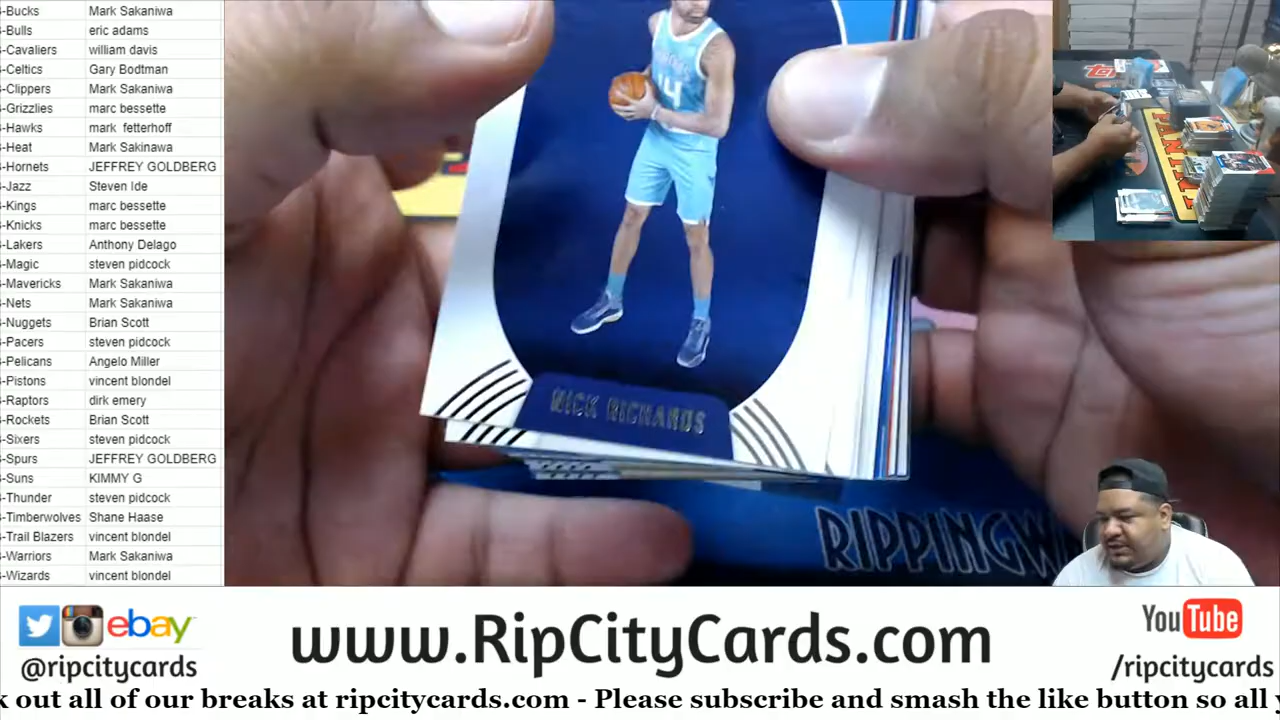 -Bucks Mark Sakaniwa
-Bulls eric adams
-Cavaliers william davis
-Celtics Gary Bodtman
-Clippers Mark Sakaniwa
-Grizzlies marc bessette
-Hawks mark fetterhoff
-Heat Mark Sakinawa
-Hornets JEFFREY GOLDBERG
-Jazz Steven Ide
-Kings marc bessette
-Knicks marc bessette
-Lakers Anthony Delago
-Magic steven pidcock
-Mavericks Mark Sakaniwa
-Nets Mark Sakaniwa
-Nuggets Brian Scott
-Pacers steven pidcock
-Pelicans Angelo Miller
-Pistons vincent blondel
-Raptors dirk emery
-Rockets Brian Scott
-Sixers steven pidcock
-Spurs JEFFREY GOLDBERG
-Suns KIMMY G
-Thunder steven pidcock
-Timberwolves Shane Haase
-Trail Blazers vincent blondel
-Warriors Mark Sakaniwa
-Wizards vincent blondel
14
NICK RICHARDS
RIPPINGW
PANINI
ebay
@ripcitycards
www.RipCityCards.com
YouTube
/ripcitycards
k out all of our breaks at ripcitycards.com - Please subscribe and smash the like button so all y